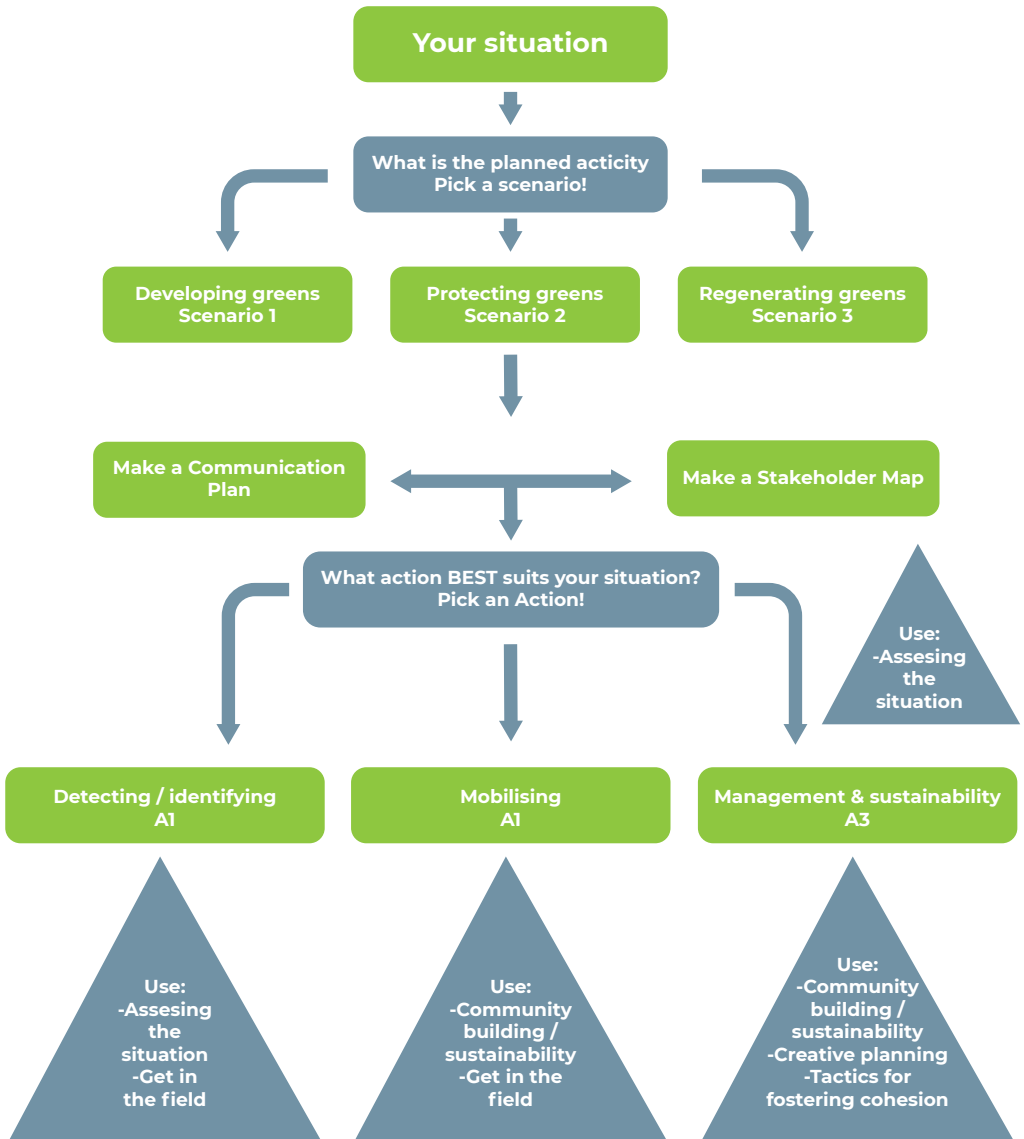 Your situation
What is the planned acticity
Pick a scenario!
Developing greens
Scenario 1
Protecting greens
Scenario 2
Regenerating greens
Scenario 3
Make a Communication
Plan
Make a Stakeholder Map
What action BEST suits your situation?
Pick an Action!
Use:
-Assesing
the
situation
Detecting / identifying
A1
Mobilising
A1
Management & sustainability
A3
Use:
-Assesing
the
situation
-Get in
the field
Use:
-Community
building /
sustainability
-Get in the
field
Use:
-Community
building /
sustainability
-Creative planning
-Tactics for
fostering cohesion